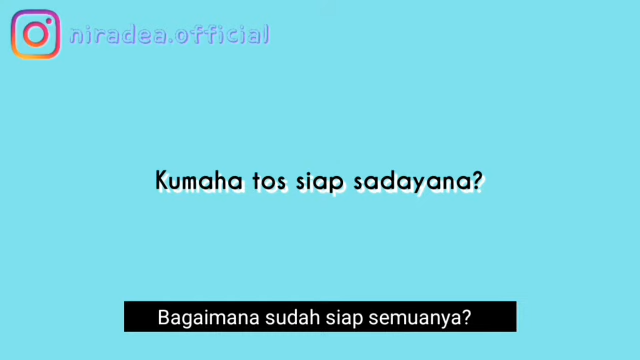 niradea.official
Kumaha tos siap sadayana?
Bagaimana sudah siap semuanya?